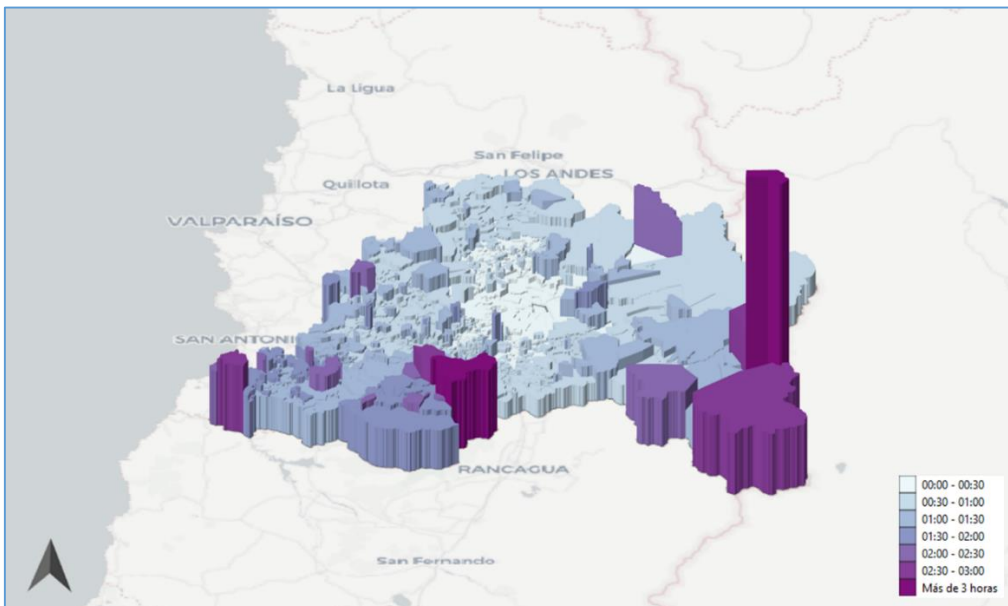 La Ligua
San Felipe
LOS ANDES
Quillota
VALPARAÍSO
SAN ANTONI
RANCAGUA
San Fernando
00:00 - 00:30
00:30 - 01:00
01:00 - 01:30
01:30 - 02:00
02:00 - 02:30
02:30 - 03:00
Más de 3 horas